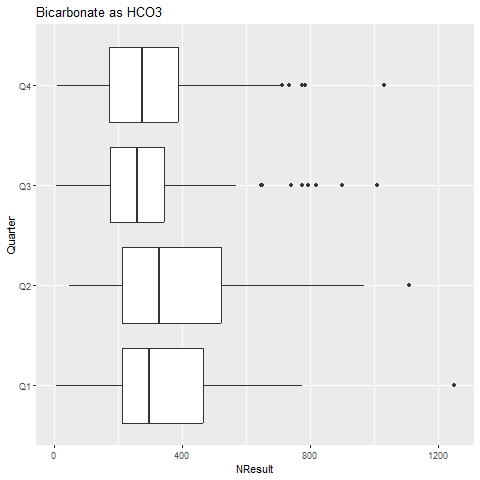 Bicarbonate as HCO3
Q4
Q3
Q2
Q1
Quarter
0
400
800
1200
NResult